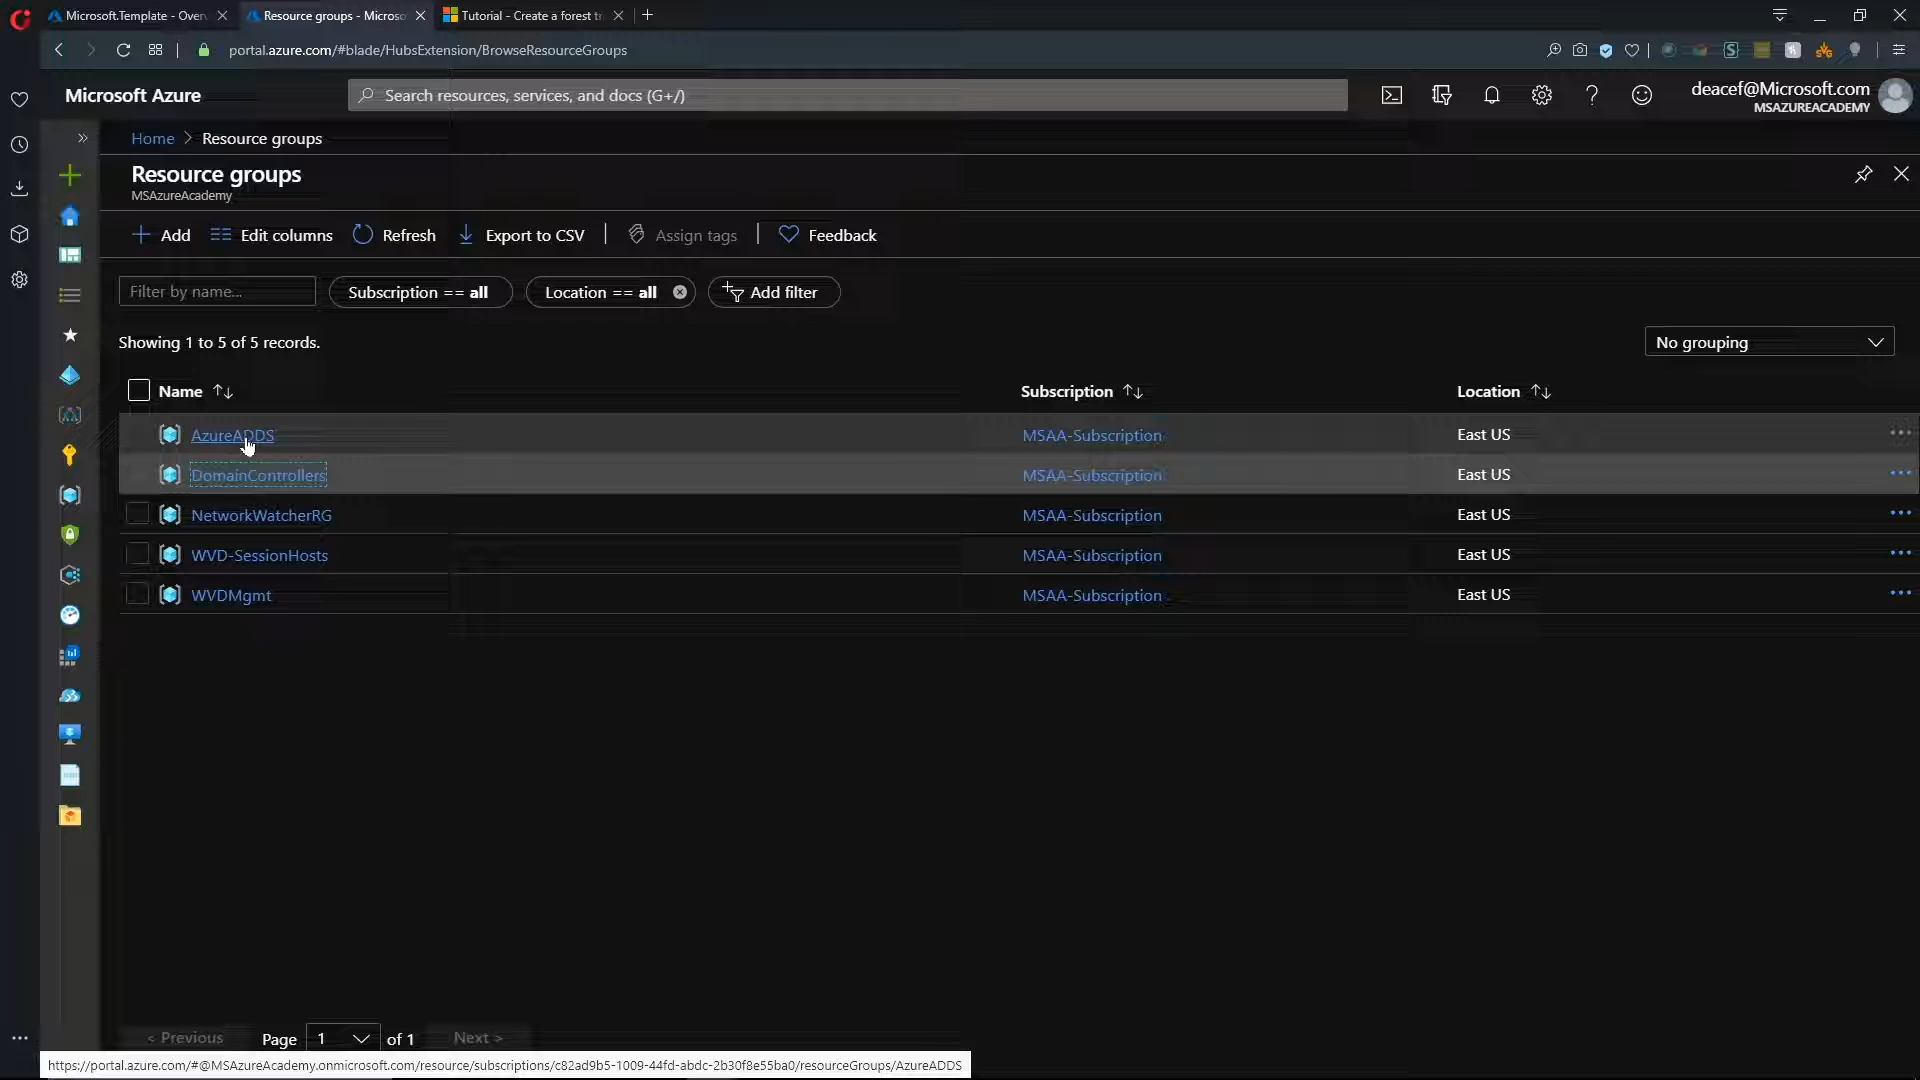 Microsoft.Template - Over
Resource groups - Microso
Tutorial - Create a forest tr
portal.azure.com/#blade/HubsExtension/BrowseResourceGroups
Microsoft Azure
Search resources, services, and docs (G+/)
deacef@Microsoft.com
MSAZUREACADEMY
Home > Resource groups
Resource groups
MSAzureAcademy
Add
Edit columns
Refresh
Export to CSV
Assign tags
Feedback
Filter by name...
Subscription == all
Location == all
Add filter
Showing 1 to 5 of 5 records.
No grouping
Name
Subscription
Location
AzureADDS
MSAA-Subscription
East US
DomainControllers
MSAA-Subscription
East US
NetworkWatcherRG
MSAA-Subscription
East US
WVD-SessionHosts
MSAA-Subscription
East US
WVDMgmt
MSAA-Subscription
East US
< Previous
Page 1 of 1
Next >
https://portal.azure.com/#@MSAzureAcademy.onmicrosoft.com/resource/subscriptions/c82ad9b5-1009-44fd-abdc-2b30f8e55ba0/resourceGroups/AzureADDS